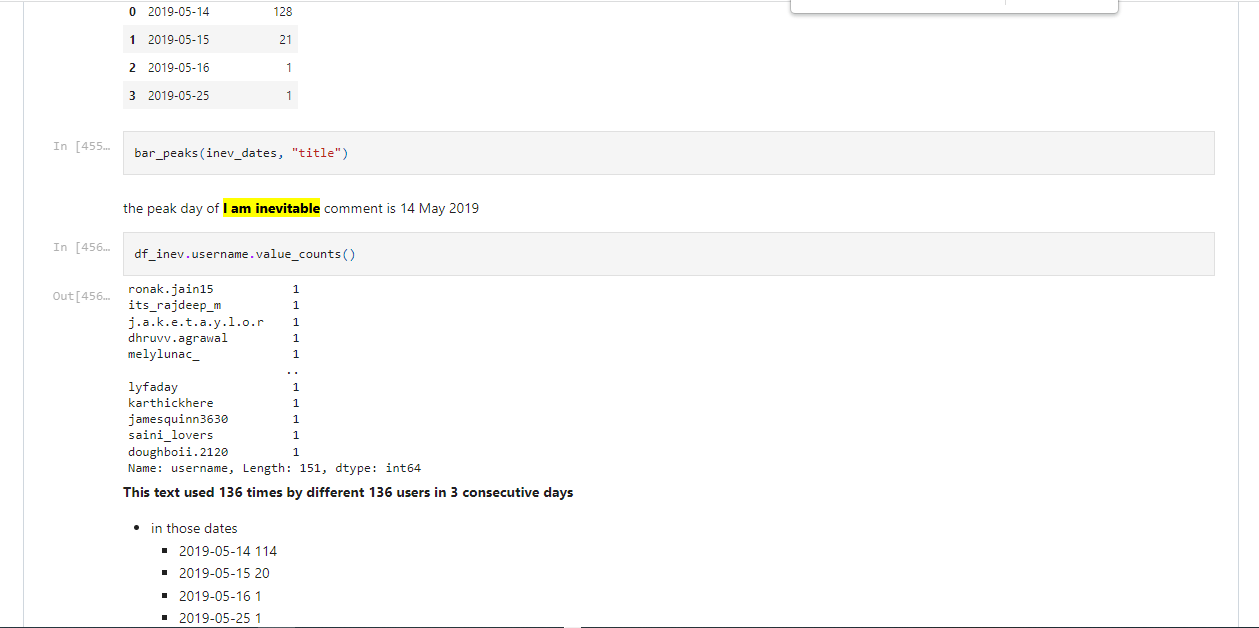 0 2019-05-14 128
1 2019-05-15 21
2 2019-05-16 1
3 2019-05-25 1
In [455…
bar_peaks(inev_dates, "title")
the peak day of I am inevitable comment is 14 May 2019
In [456…
df_inev.username.value_counts()
Out[456…
ronak.jain15 1
its_rajdeep_m 1
j.a.k.e.t.a.y.l.o.r 1
dhruvv.agrawal 1
melylunac_ 1
..
lyfaday 1
karthickhere 1
jamesquinn3630 1
saini_lovers 1
doughboii.2120 1
Name: username, Length: 151, dtype: int64
This text used 136 times by different 136 users in 3 consecutive days
• in those dates
▪ 2019-05-14 114
▪ 2019-05-15 20
▪ 2019-05-16 1
▪ 2019-05-25 1